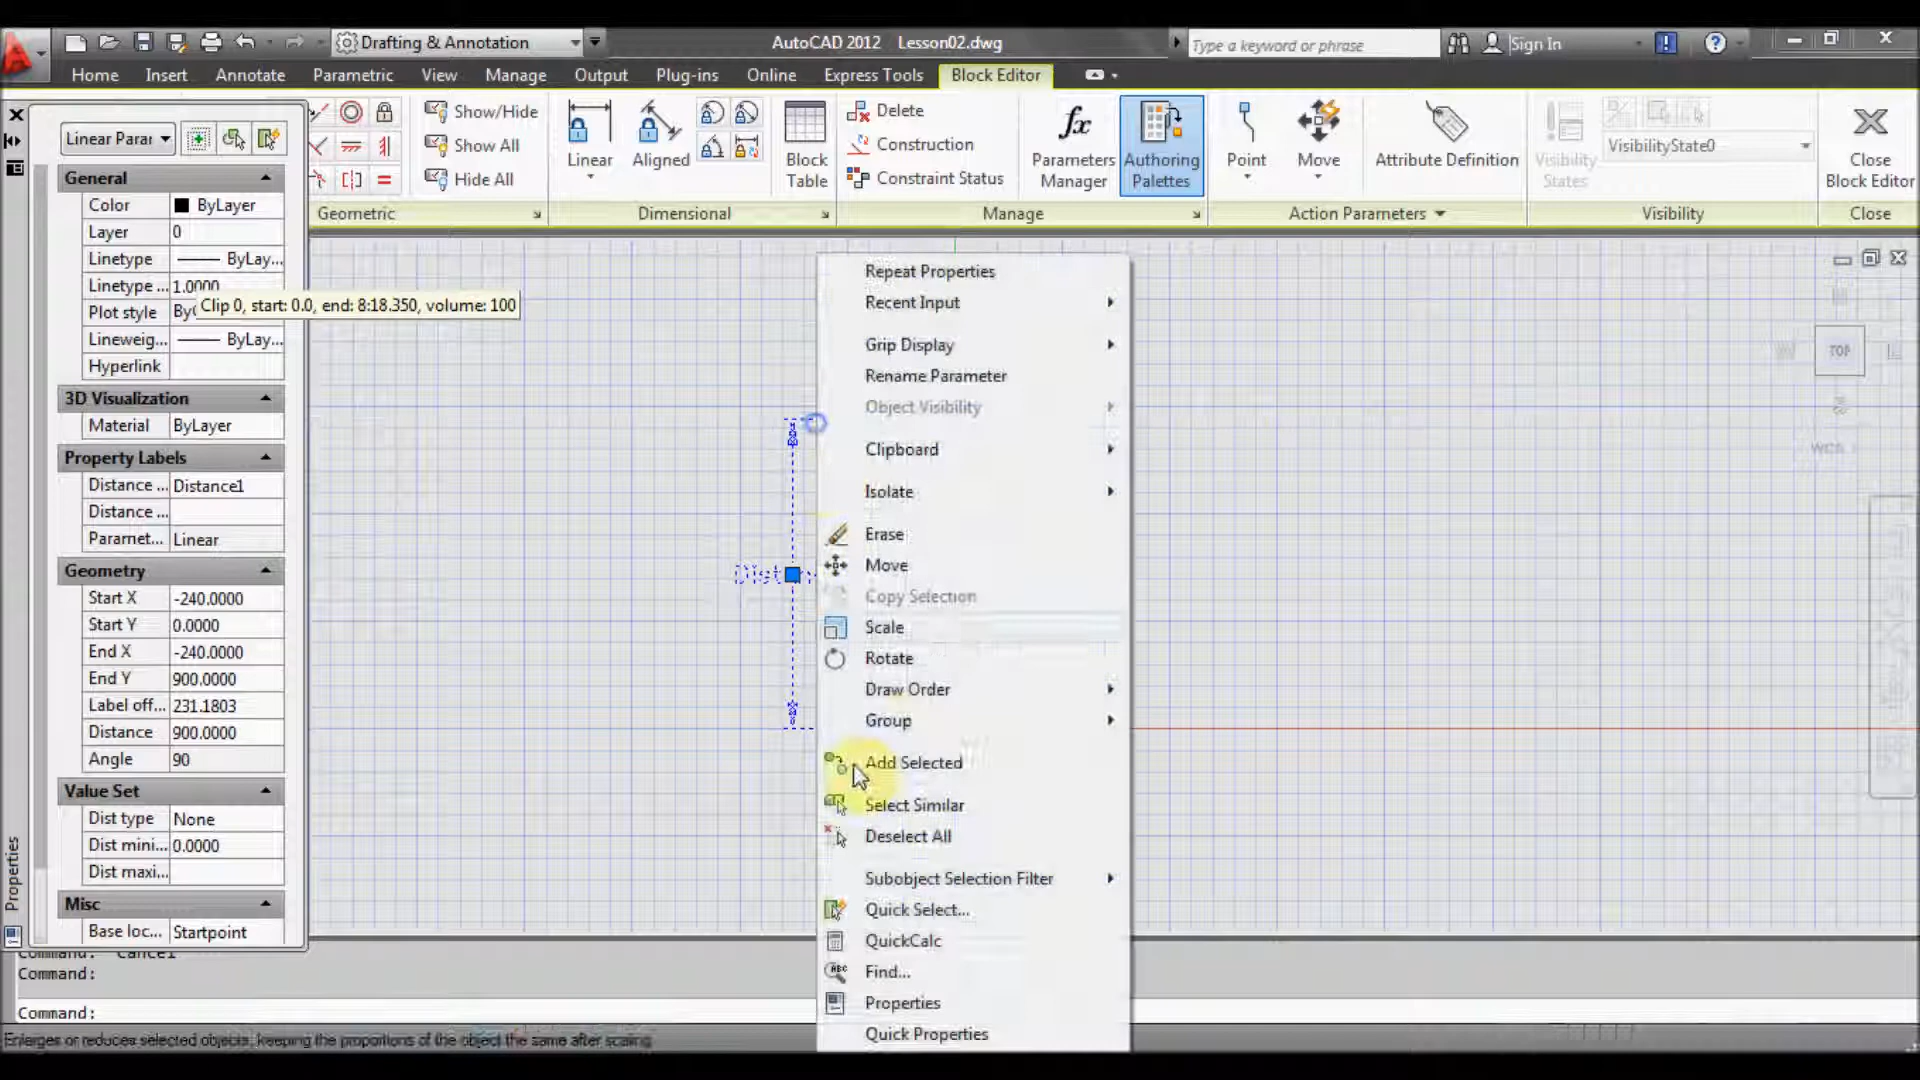 Drafting & Annotation
AutoCAD 2012 Lesson02.dwg
Type a keyword or phrase
Sign In
Home Insert Annotate Parametric View Manage Output Plug-ins Online Express Tools Block Editor
Linear Parar
Show/Hide
Show All
Hide All
Linear
Aligned
Block Table
Delete
Construction
Constraint Status
Parameters Manager
Authoring Palettes
Point
Move
Attribute Definition
Visibility States
VisibilityState0
Close Block Editor
Geometric
Dimensional
Manage
Action Parameters
Visibility
Close
General
Color ByLayer
Layer 0
Linetype ByLay...
Linetype ... 1.0000
Clip 0, start: 0.0, end: 8:18.350, volume: 100
Plot style
Lineweig... ByLay...
Hyperlink
3D Visualization
Material ByLayer
Property Labels
Distance ... Distance1
Distance ...
Paramet... Linear
Geometry
Start X -240.0000
Start Y 0.0000
End X -240.0000
End Y 900.0000
Label off... 231.1803
Distance 900.0000
Angle 90
Value Set
Dist type None
Dist mini... 0.0000
Dist maxi...
Misc
Base loc... Startpoint
Properties
Repeat Properties
Recent Input
Grip Display
Rename Parameter
Object Visibility
Clipboard
Isolate
Erase
Move
Copy Selection
Scale
Rotate
Draw Order
Group
Add Selected
Select Similar
Deselect All
Subobject Selection Filter
Quick Select...
QuickCalc
Find...
Properties
Quick Properties
TOP
Command: *Cancel*
Command:
Command:
Enlarges or reduces selected objects, keeping the proportions of the object the same after scaling